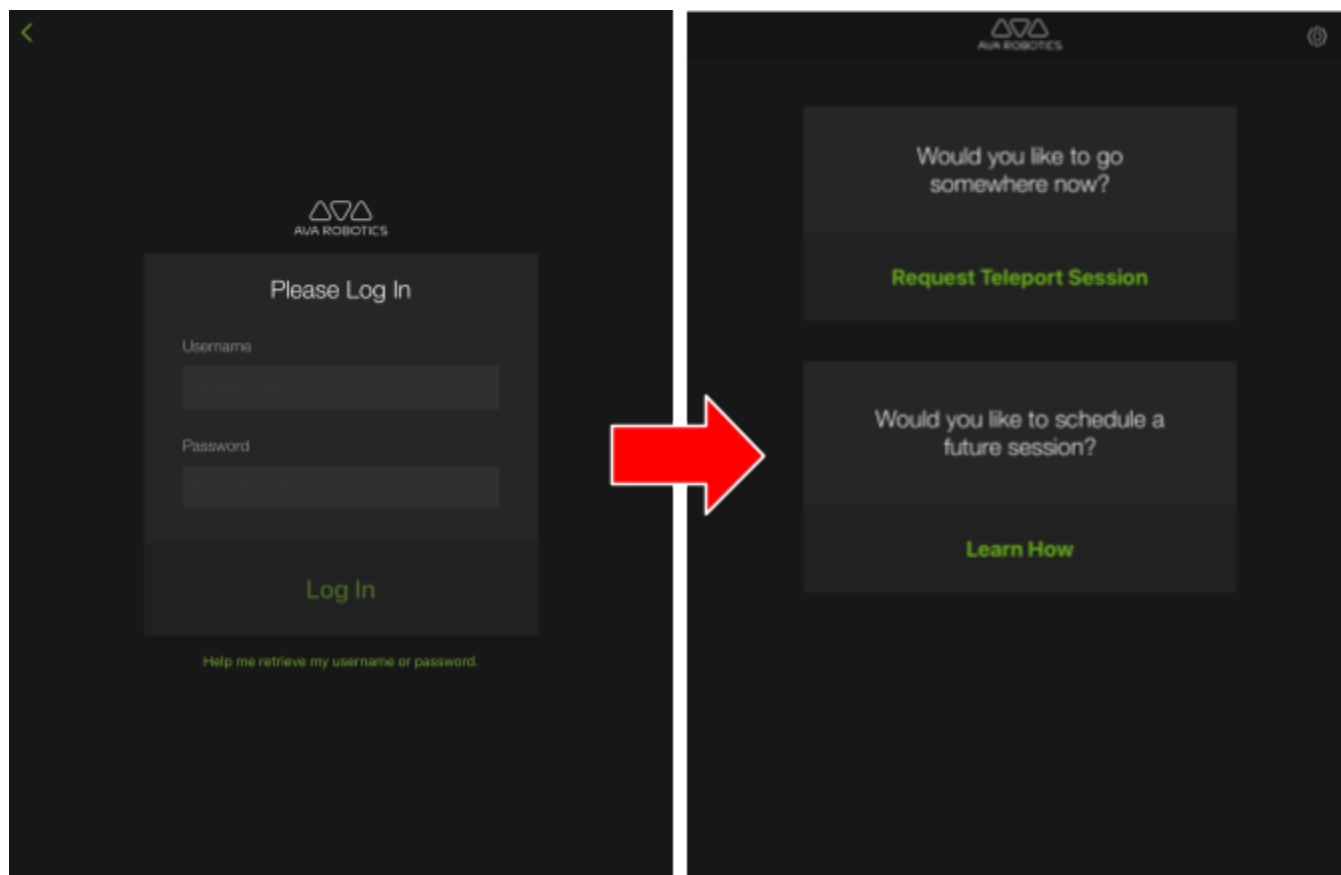 AVA ROBOTICS
Please Log In
Username
Password
Log In
Help me retrieve my username or password.
AVA ROBOTICS
Would you like to go
somewhere now?
Request Teleport Session
Would you like to schedule a
future session?
Learn How